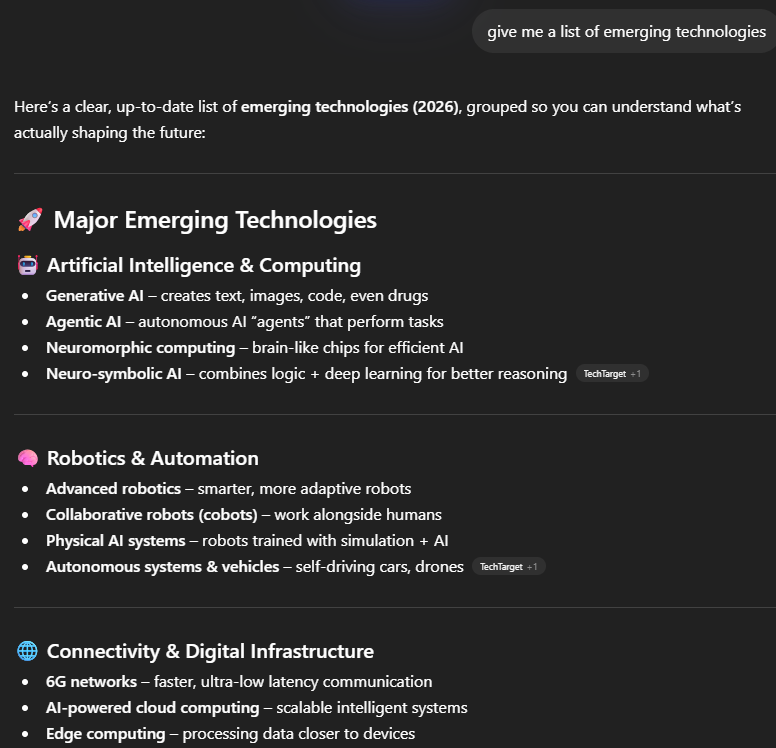 give me a list of emerging technologies
Here's a clear, up-to-date list of emerging technologies (2026), grouped so you can understand what's
actually shaping the future:
Major Emerging Technologies
Artificial Intelligence & Computing
Generative AI – creates text, images, code, even drugs
Agentic AI – autonomous AI “agents” that perform tasks
Neuromorphic computing – brain-like chips for efficient AI
Neuro-symbolic AI – combines logic + deep learning for better reasoning TechTarget +1
Robotics & Automation
Advanced robotics – smarter, more adaptive robots
Collaborative robots (cobots) – work alongside humans
Physical AI systems – robots trained with simulation + AI
Autonomous systems & vehicles – self-driving cars, drones TechTarget +1
Connectivity & Digital Infrastructure
6G networks – faster, ultra-low latency communication
AI-powered cloud computing – scalable intelligent systems
Edge computing – processing data closer to devices